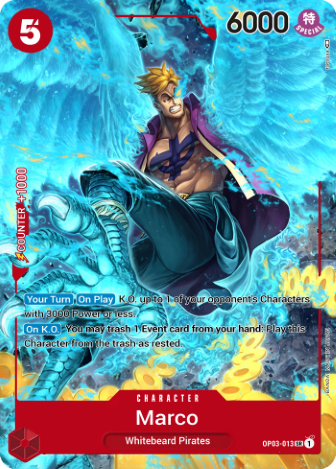 5
6000
特
SPECIAL
COUNTER +1000
Your Turn On Play K.O. up to 1 of your opponent's Characters
with 3000 Power or less.
On K.O. You may trash 1 Event card from your hand: Play this
Character from the trash as rested.
CHARACTER
Marco
Whitebeard Pirates
OP03-013 SR 1